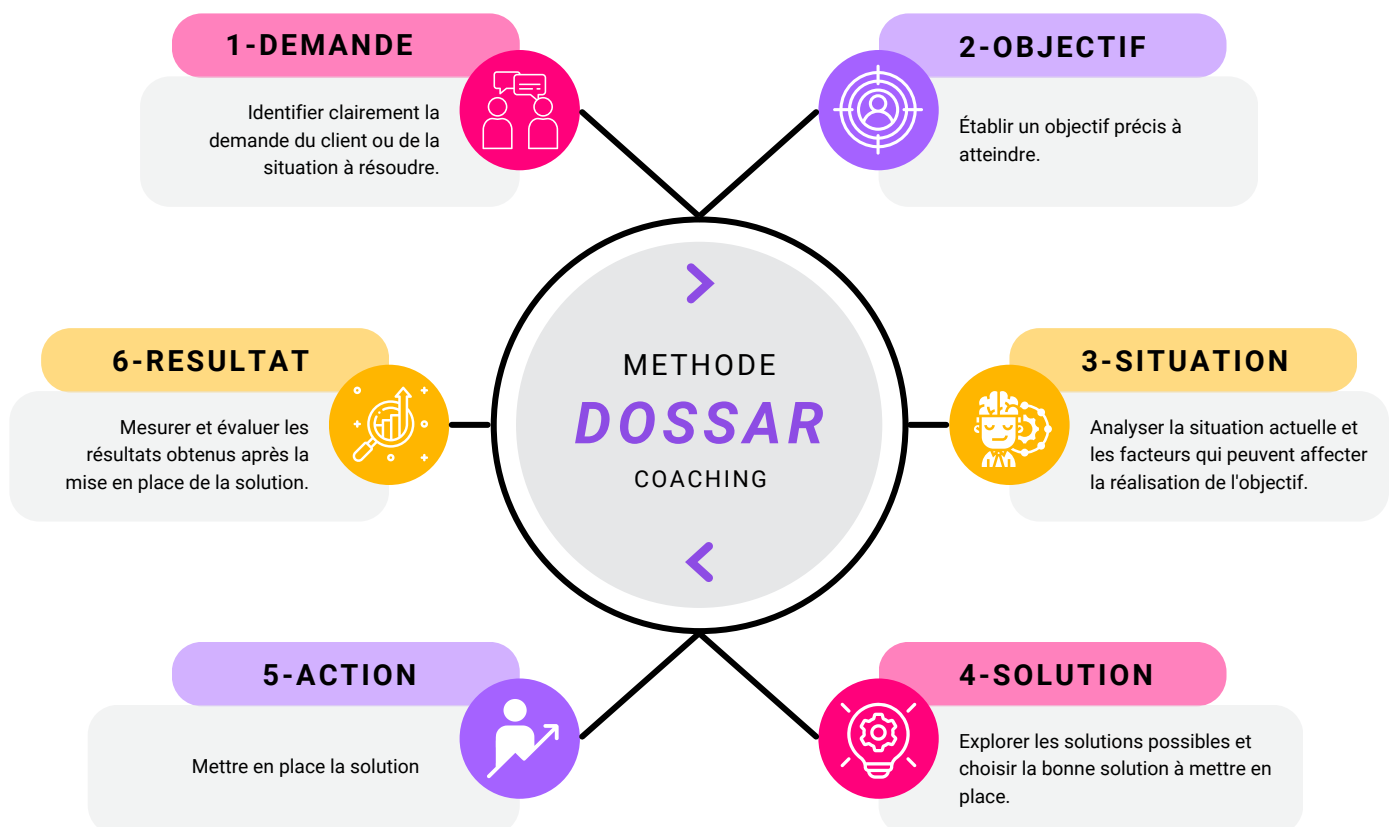 1-DEMANDE
Identifier clairement la
demande du client ou de la
situation à résoudre.
2-OBJECTIF
Établir un objectif précis à
atteindre.
6-RESULTAT
Mesurer et évaluer les
résultats obtenus après la
mise en place de la solution.
METHODE
DOSSAR
COACHING
3-SITUATION
Analyser la situation actuelle et
les facteurs qui peuvent affecter
la réalisation de l'objectif.
5-ACTION
Mettre en place la solution
4-SOLUTION
Explorer les solutions possibles et
choisir la bonne solution à mettre en
place.